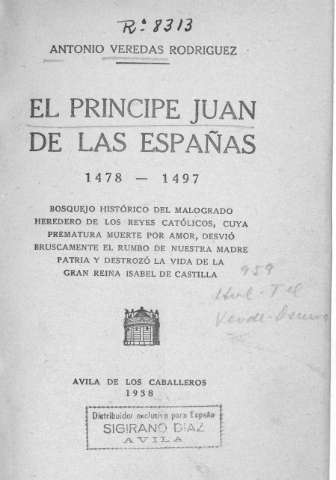 R.ª 8313
ANTONIO VEREDAS RODRIGUEZ
EL PRINCIPE JUAN
DE LAS ESPAÑAS
1478 — 1497
BOSQUEJO HISTÓRICO DEL MALOGRADO
HEREDERO DE LOS REYES CATÓLICOS, CUYA
PREMATURA MUERTE POR AMOR, DESVIÓ
BRUSCAMENTE EL RUMBO DE NUESTRA MADRE
PATRIA Y DESTROZÓ LA VIDA DE LA
GRAN REINA ISABEL DE CASTILLA
959
AVILA DE LOS CABALLEROS
1938
Distribuidor exclusivo para España
SIGIRANO DIAZ
AVILA